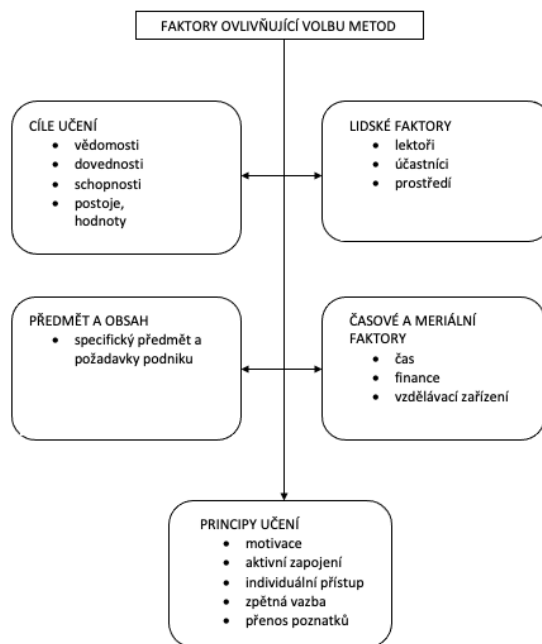 FAKTORY OVLIVŇUJÍCÍ VOLBU METOD
CÍLE UČENÍ
• vědomosti
• dovednosti
• schopnosti
• postoje,
hodnoty
LIDSKÉ FAKTORY
• lektoři
• účastníci
• prostředí
PŘEDMĚT A OBSAH
• specifický předmět a
požadavky podniku
ČASOVÉ A MERIÁLNÍ
FAKTORY
• čas
• finance
• vzdělávací zařízení
PRINCIPY UČENÍ
• motivace
• aktivní zapojení
• individuální přístup
• zpětná vazba
• přenos poznatků